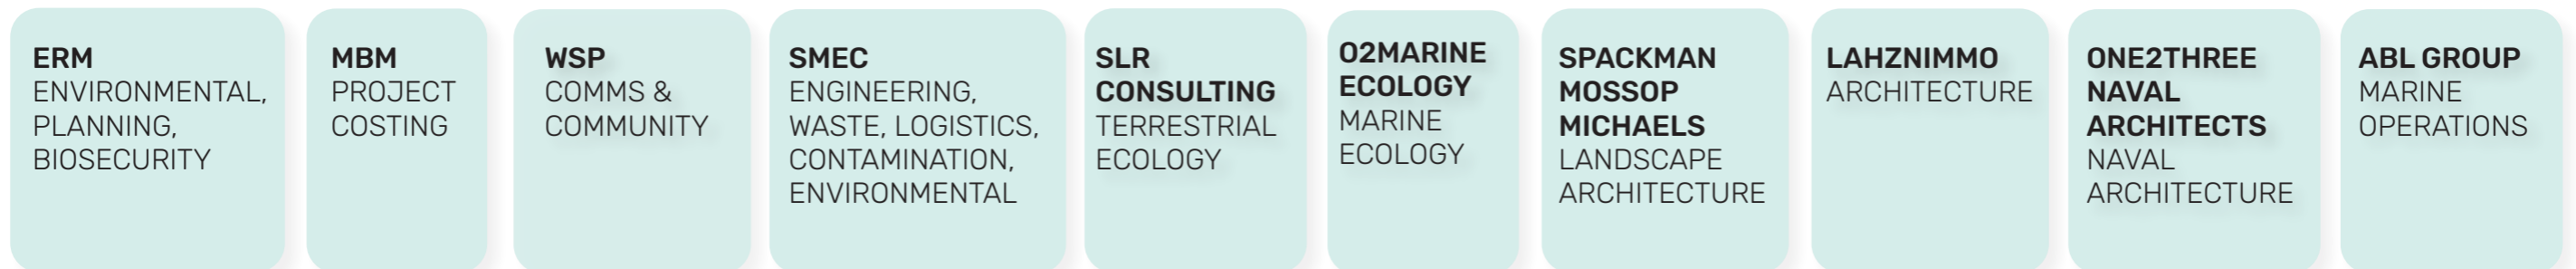 ERM
ENVIRONMENTAL,
PLANNING,
BIOSECURITY
MBM
PROJECT
COSTING
WSP
COMMS &
COMMUNITY
SMEC
ENGINEERING,
WASTE, LOGISTICS,
CONTAMINATION,
ENVIRONMENTAL
SLR
CONSULTING
TERRESTRIAL
ECOLOGY
O2MARINE
ECOLOGY
MARINE
ECOLOGY
SPACKMAN
MOSSOP
MICHAELS
LANDSCAPE
ARCHITECTURE
LAHZNIMMO
ARCHITECTURE
ONE2THREE
NAVAL
ARCHITECTS
NAVAL
ARCHITECTURE
ABL GROUP
MARINE
OPERATIONS